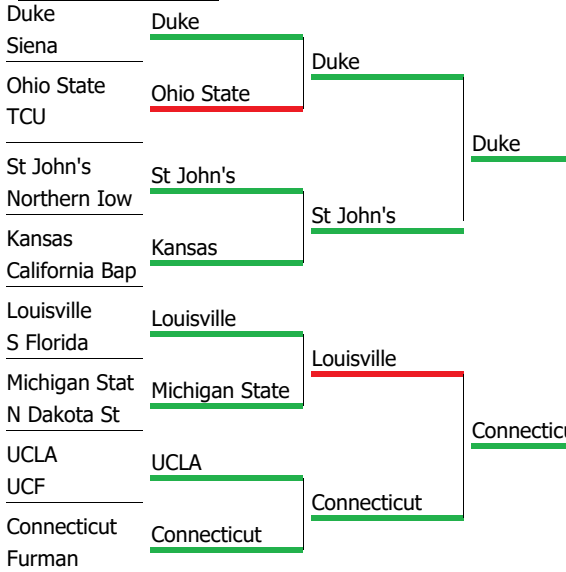 Duke
Siena
Ohio State
TCU
St John's
Northern Iow
Kansas
California Bap
Louisville
S Florida
Michigan Stat
N Dakota St
UCLA
UCF
Connecticut
Furman
Duke
Ohio State
St John's
Kansas
Louisville
Michigan State
UCLA
Connecticut
Duke
St John's
Louisville
Connecticut
Duke
Connecticu